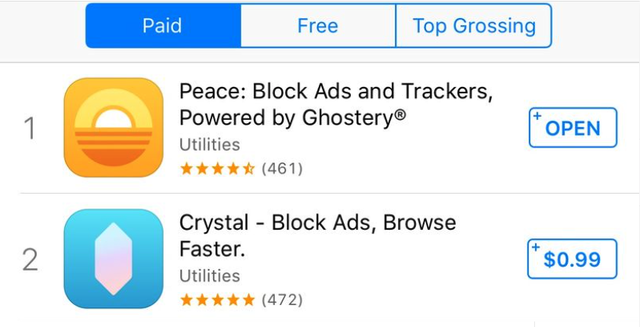 Paid Free Top Grossing
1
Peace: Block Ads and Trackers,
Powered by Ghostery®
Utilities
(461)
+ OPEN
2
Crystal - Block Ads, Browse
Faster.
Utilities
(472)
+ $0.99